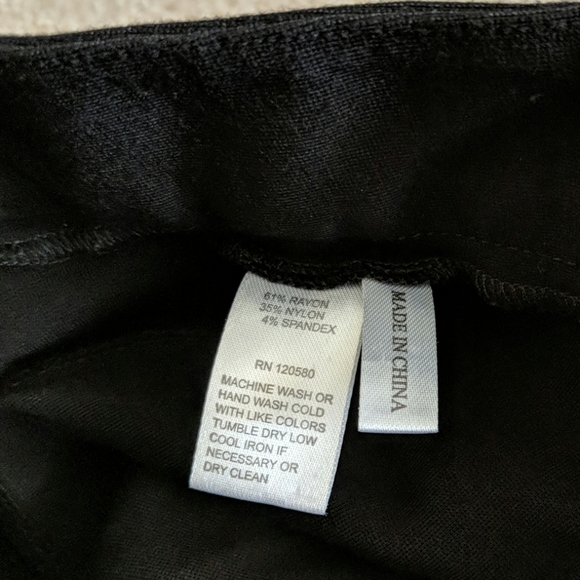 61% RAYON
35% NYLON
4% SPANDEX
RN 120580
MACHINE WASH OR
HAND WASH COLD
WITH LIKE COLORS
TUMBLE DRY LOW
COOL IRON IF
NECESSARY OR
DRY CLEAN
MADE IN CHINA